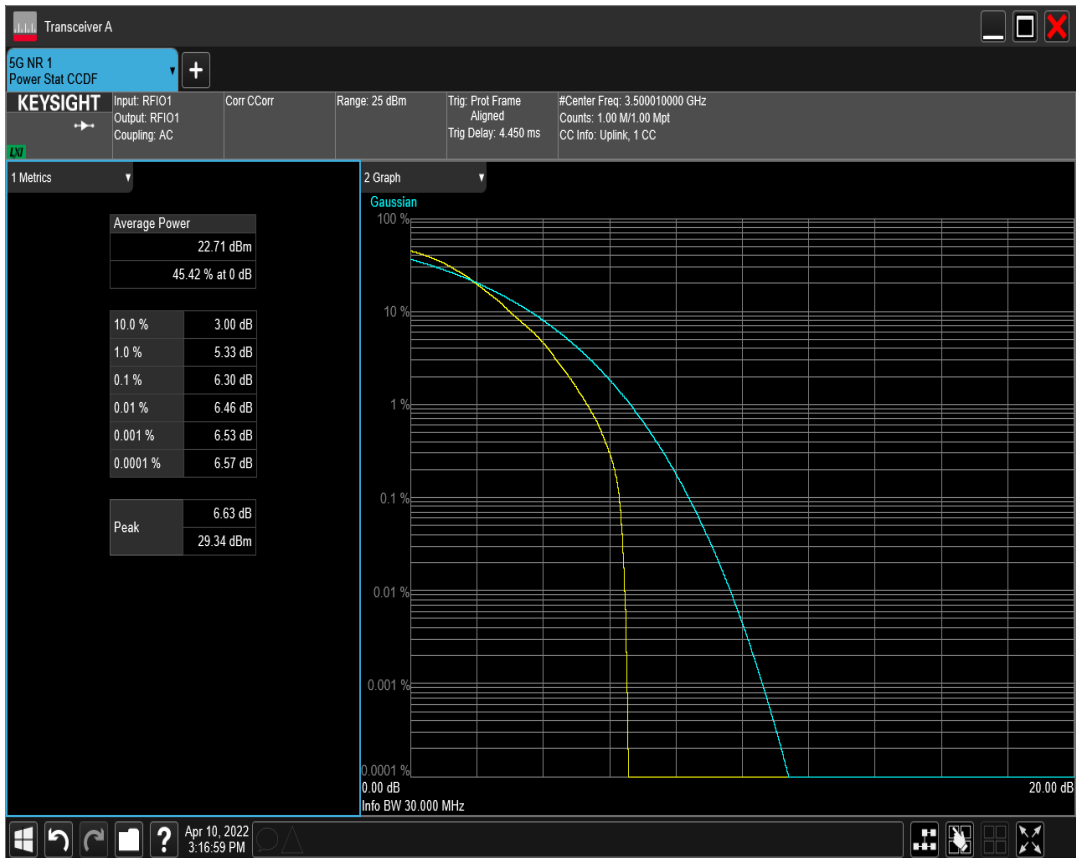 Transceiver A
5G NR 1
Power Stat CCDF
+
KEYSIGHT
LXI
Input: RFIO1
Output: RFIO1
Coupling: AC
Corr CCorr
Range: 25 dBm
Trig: Prot Frame
Aligned
Trig Delay: 4.450 ms
#Center Freq: 3.500010000 GHz
Counts: 1.00 M/1.00 Mpt
CC Info: Uplink, 1 CC
1 Metrics
Average Power
22.71 dBm
45.42 % at 0 dB
10.0 % 3.00 dB
1.0 % 5.33 dB
0.1 % 6.30 dB
0.01 % 6.46 dB
0.001 % 6.53 dB
0.0001 % 6.57 dB
Peak
6.63 dB
29.34 dBm
2 Graph
Gaussian
100 %
10 %
1 %
0.1 %
0.01 %
0.001 %
0.0001 %
0.00 dB 20.00 dB
Info BW 30.000 MHz
?
Apr 10, 2022
3:16:59 PM